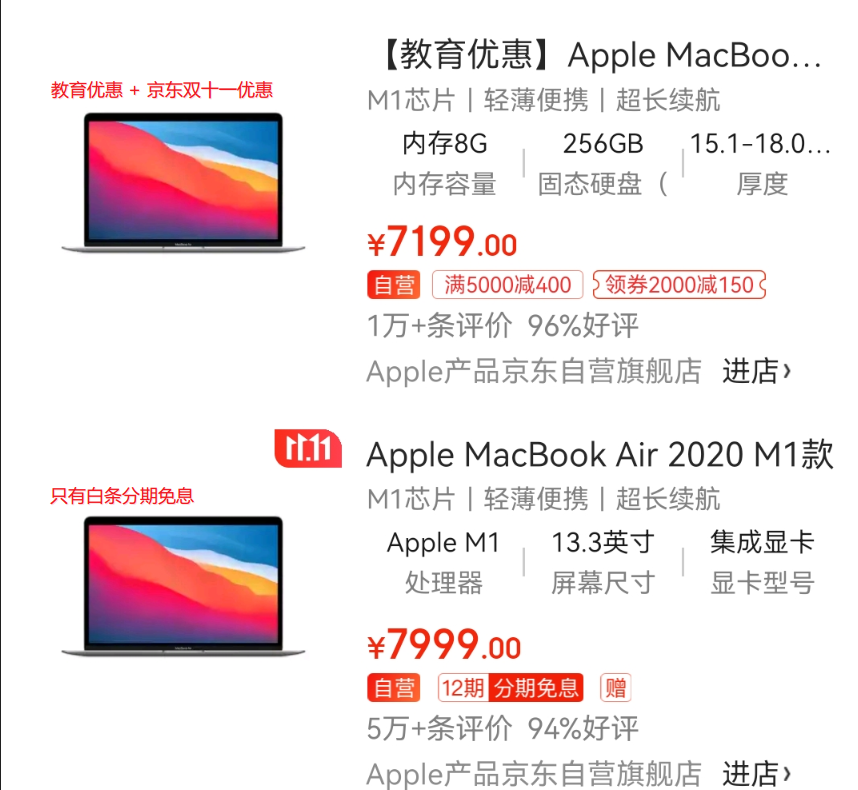 【教育优惠】Apple MacBoo...
教育优惠 + 京东双十一优惠
M1芯片 | 轻薄便携 | 超长续航
内存8G | 256GB | 15.1-18.0...
内存容量 固态硬盘（ 厚度
¥7199.00
自营 满5000减400 领券2000减150
1万+条评价 96%好评
Apple产品京东自营旗舰店 进店›
11.11
Apple MacBook Air 2020 M1款
只有白条分期免息
M1芯片 | 轻薄便携 | 超长续航
Apple M1 | 13.3英寸 | 集成显卡
处理器 屏幕尺寸 显卡型号
¥7999.00
自营 12期 分期免息 赠
5万+条评价 94%好评
Apple产品京东自营旗舰店 进店›